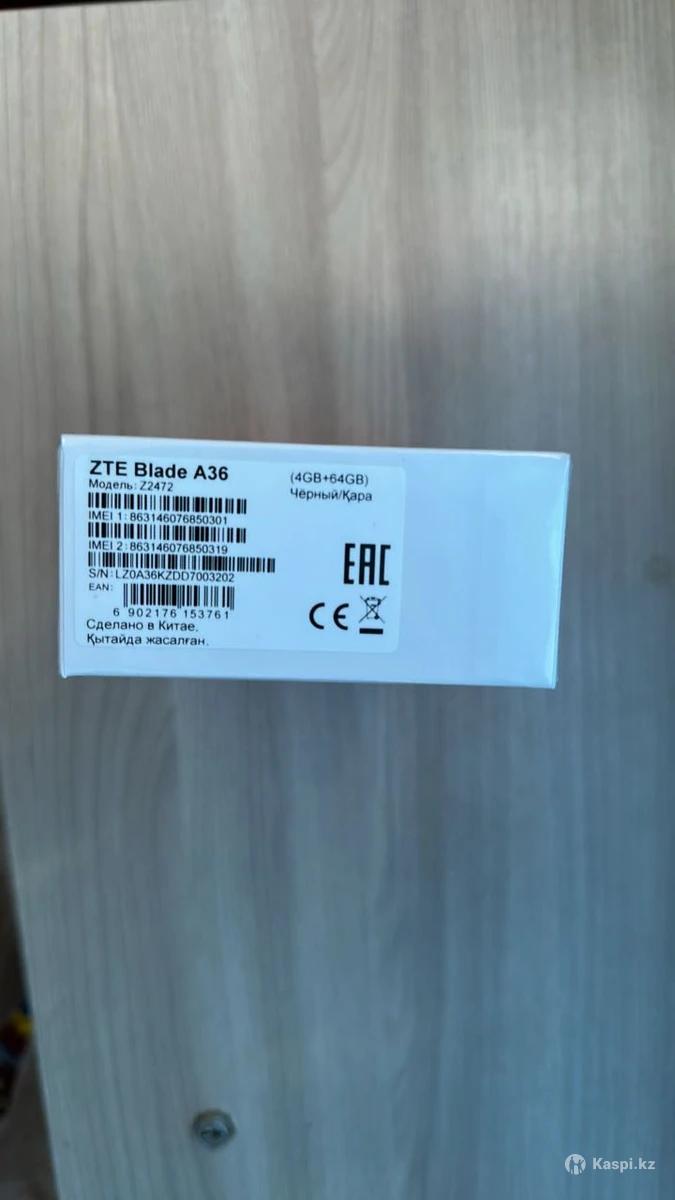 ZTE Blade A36
Модель: Z2472
(4GB+64GB)
Чёрный/Қара
IMEI 1: 863146076850301
IMEI 2: 863146076850319
S/N: LZ0A36KZDD7003202
EAN:
6 902176 153761
Сделано в Китае.
Қытайда жасалған.
EAC
CE
Kaspi.kz